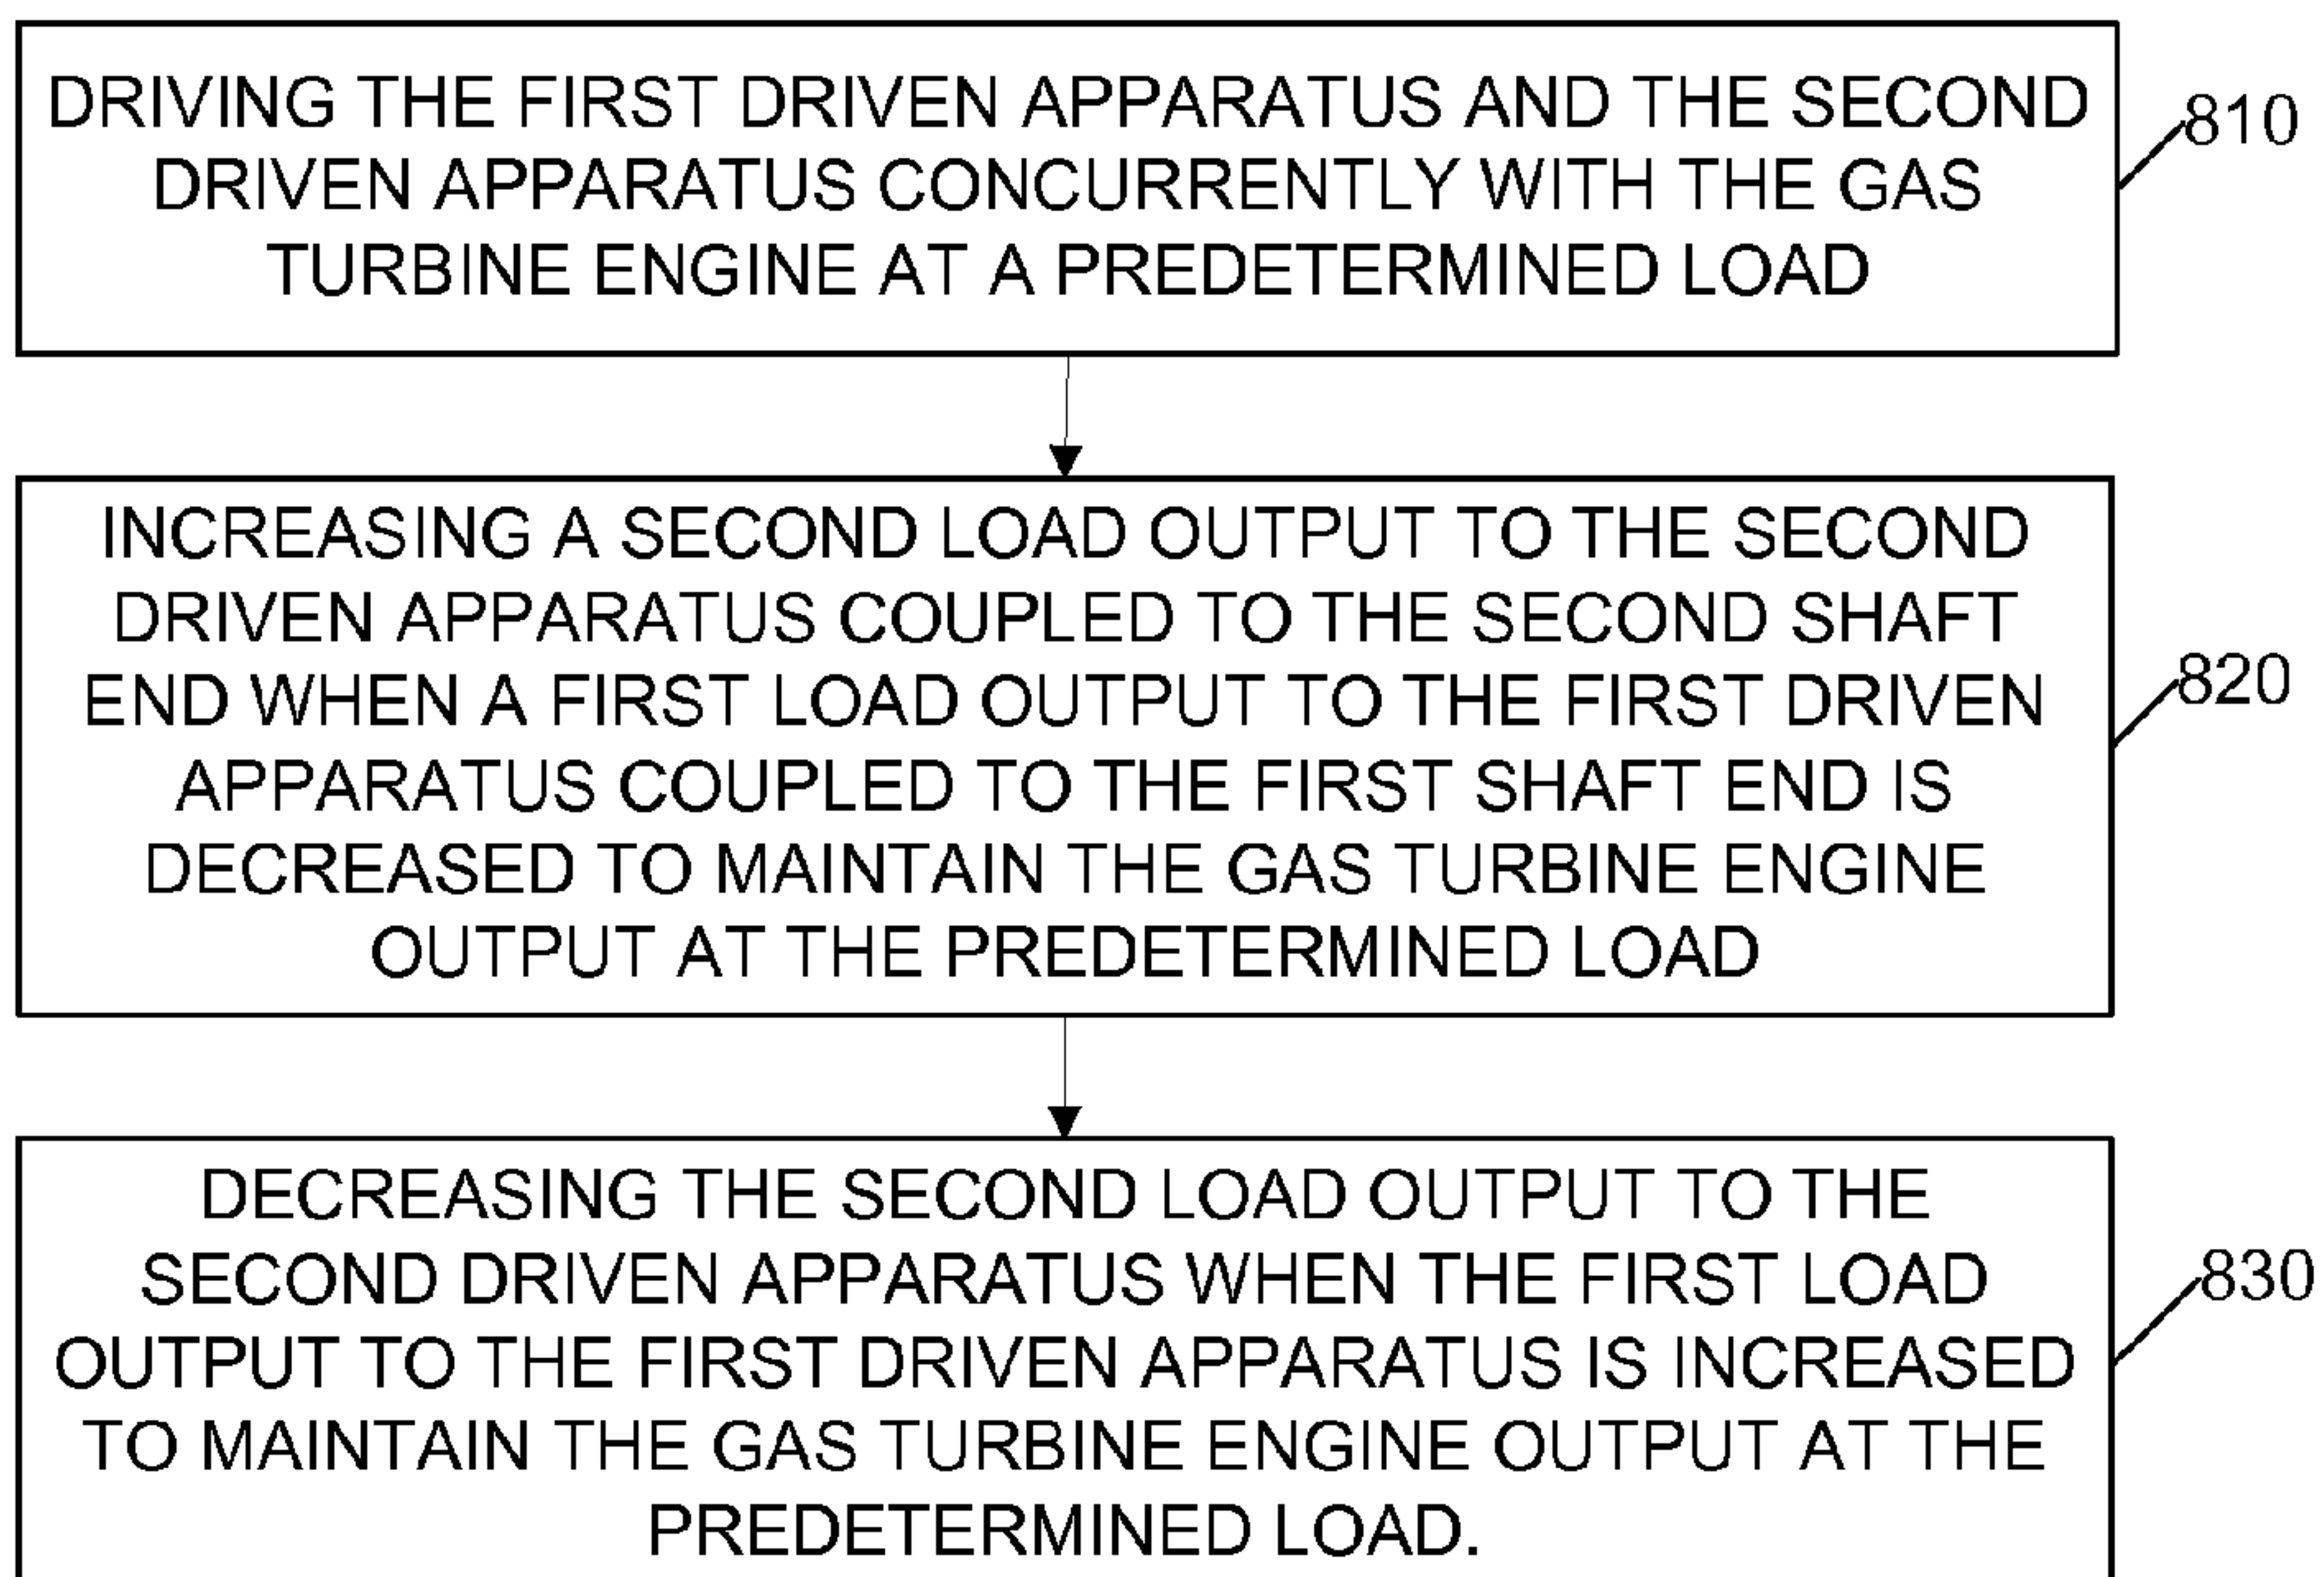 DRIVING THE FIRST DRIVEN APPARATUS AND THE SECOND
DRIVEN APPARATUS CONCURRENTLY WITH THE GAS
TURBINE ENGINE AT A PREDETERMINED LOAD
810
INCREASING A SECOND LOAD OUTPUT TO THE SECOND
DRIVEN APPARATUS COUPLED TO THE SECOND SHAFT
END WHEN A FIRST LOAD OUTPUT TO THE FIRST DRIVEN
APPARATUS COUPLED TO THE FIRST SHAFT END IS
DECREASED TO MAINTAIN THE GAS TURBINE ENGINE
OUTPUT AT THE PREDETERMINED LOAD
820
DECREASING THE SECOND LOAD OUTPUT TO THE
SECOND DRIVEN APPARATUS WHEN THE FIRST LOAD
OUTPUT TO THE FIRST DRIVEN APPARATUS IS INCREASED
TO MAINTAIN THE GAS TURBINE ENGINE OUTPUT AT THE
PREDETERMINED LOAD.
830